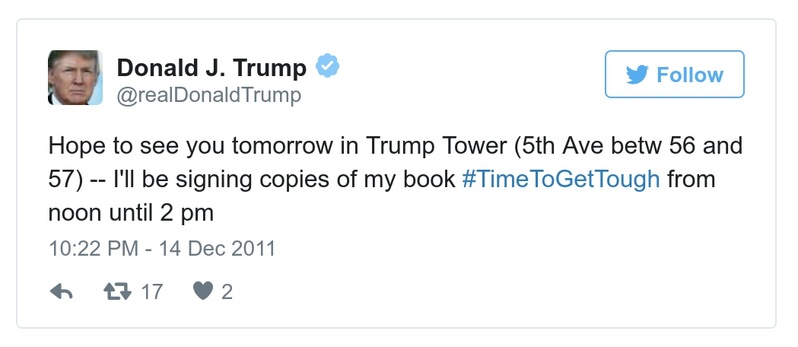 Donald J. Trump
Follow
@realDonaldTrump
Hope to see you tomorrow in Trump Tower (5th Ave betw 56 and
57) -- I'll be signing copies of my book #TimeToGetTough from
noon until 2 pm
10:22 PM - 14 Dec 2011
17 2